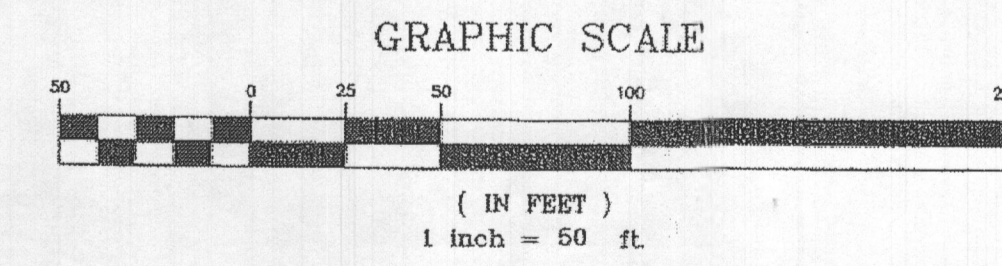 GRAPHIC SCALE
50 0 25 50 100
( IN FEET )
1 inch = 50 ft.